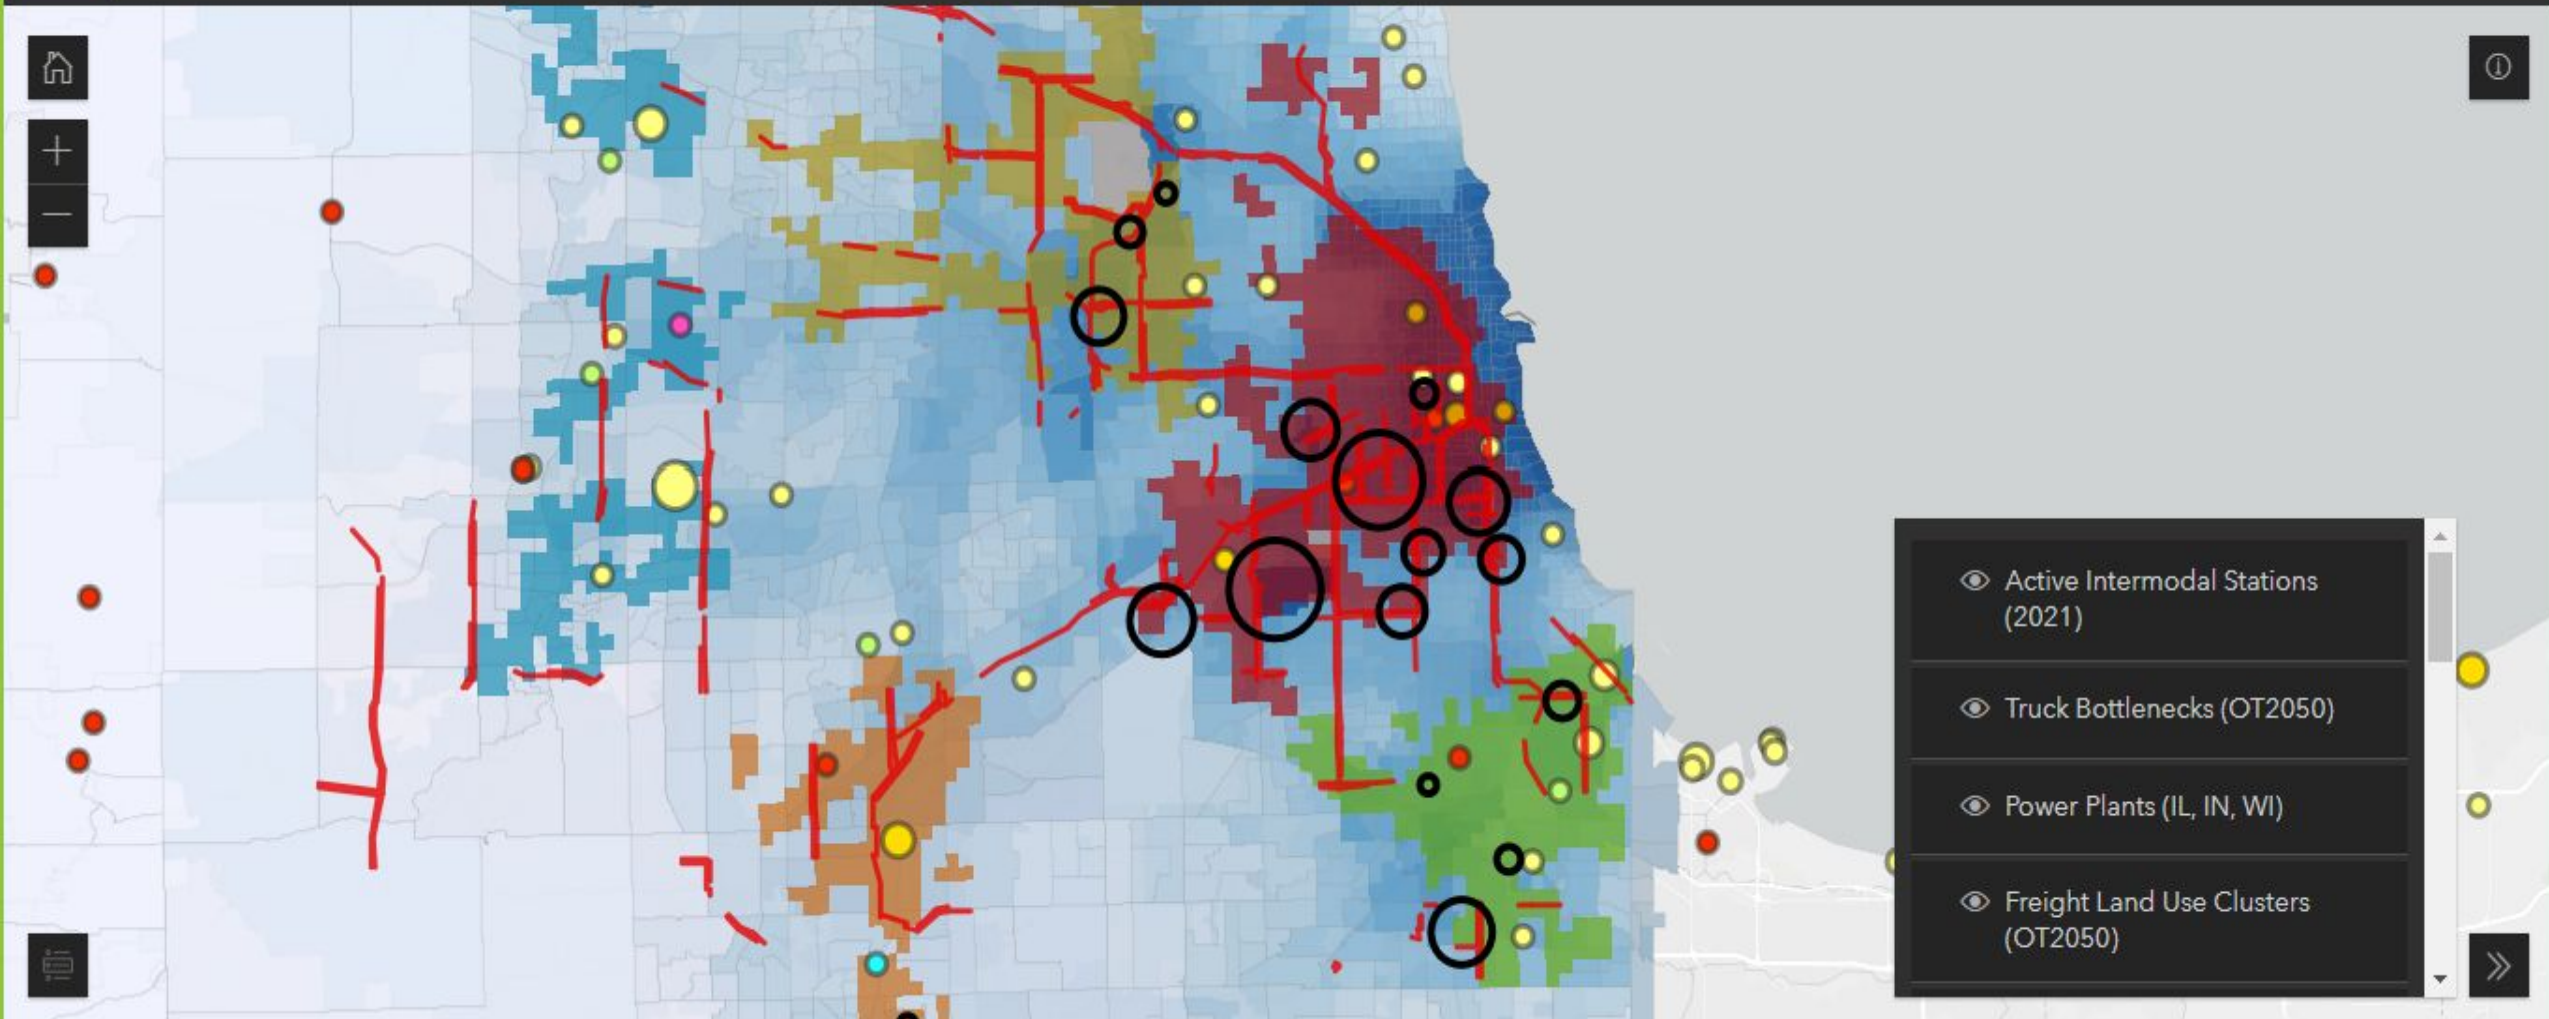 Active Intermodal Stations
(2021)
Truck Bottlenecks (OT2050)
Power Plants (IL, IN, WI)
Freight Land Use Clusters
(OT2050)